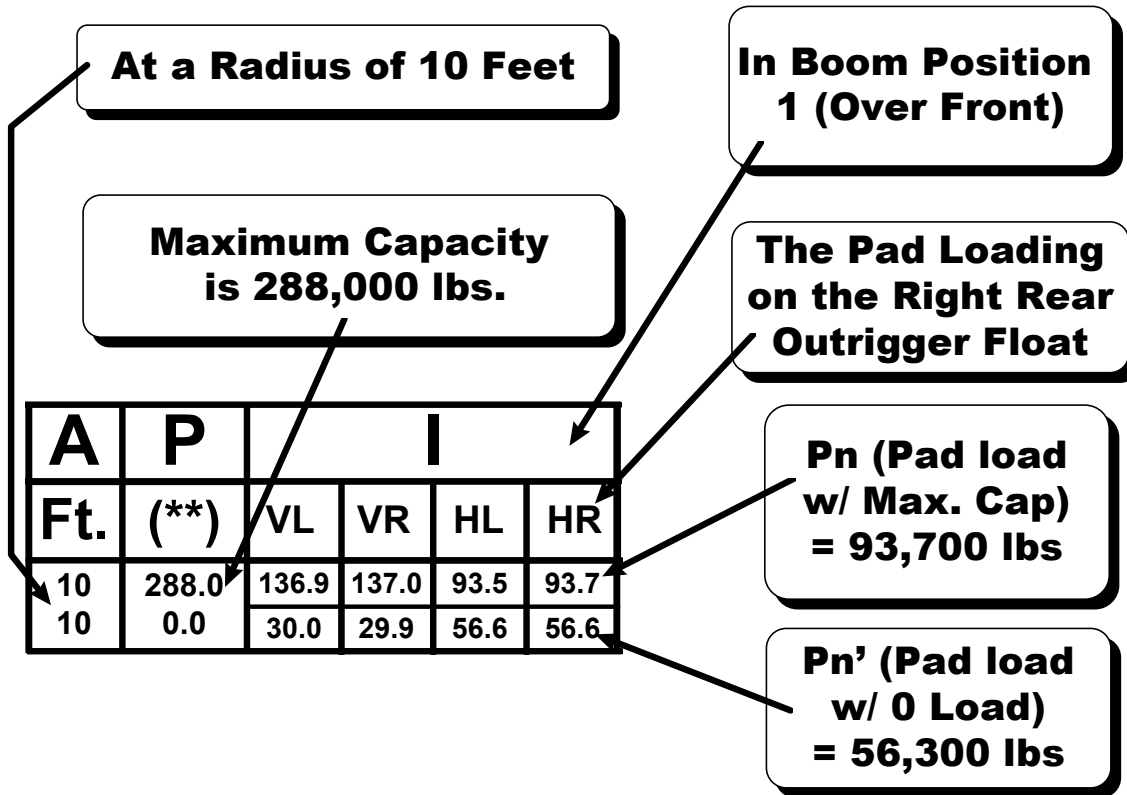 At a Radius of 10 Feet
In Boom Position
1 (Over Front)
Maximum Capacity
is 288,000 lbs.
The Pad Loading
on the Right Rear
Outrigger Float
A P I
Ft. (**) VL VR HL HR
10 288.0 136.9 137.0 93.5 93.7
10 0.0 30.0 29.9 56.6 56.6
Pn (Pad load
w/ Max. Cap)
= 93,700 lbs
Pn’ (Pad load
w/ 0 Load)
= 56,300 lbs